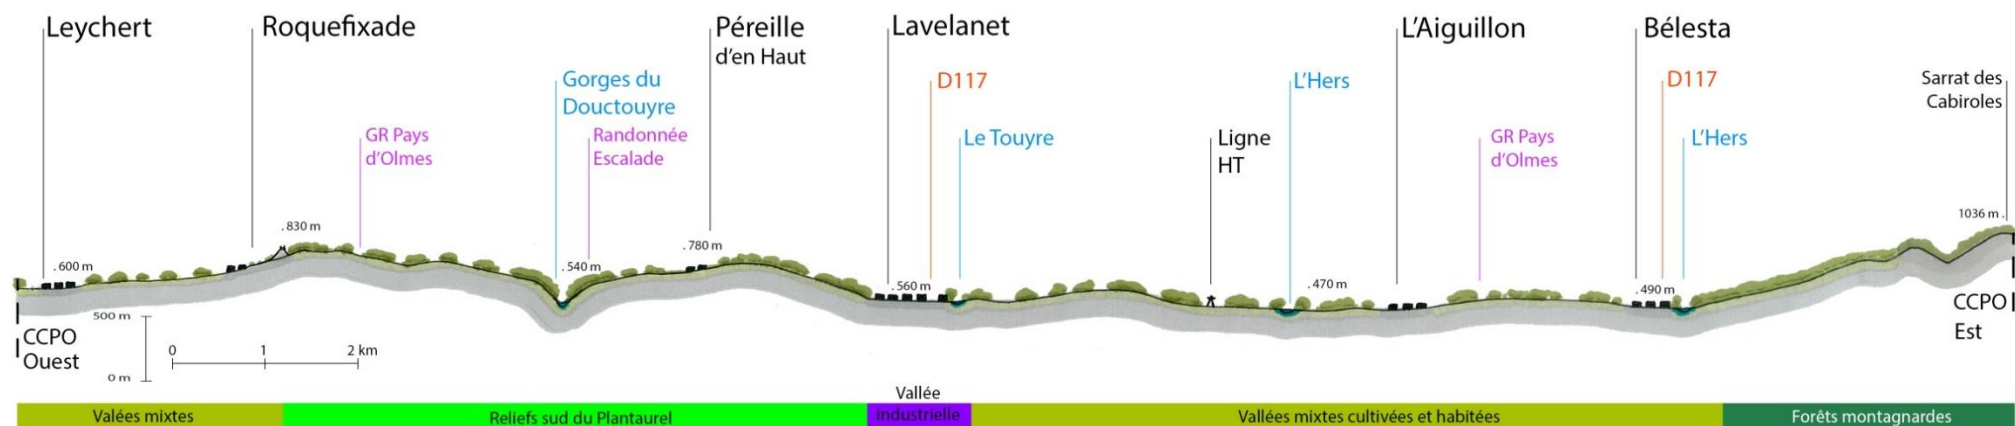 Leychert
Roquefixade
Péreille
d'en Haut
Lavelanet
L'Aiguillon
Bélesta
Gorges du
Douctouyre
D117
L'Hers
D117
Sarrat des
Cabiroles
GR Pays
d'Olmes
Randonnée
Escalade
Le Touyre
Ligne
HT
GR Pays
d'Olmes
L'Hers
1036 m .
. 830 m
. 780 m
. 600 m
. 540 m
. 560 m
. 470 m
. 490 m
CCPO
Ouest
500 m
0 m
0 1 2 km
CCPO
Est
Valées mixtes
Reliefs sud du Plantaurel
Vallée
industrielle
Vallées mixtes cultivées et habitées
Forêts montagnardes